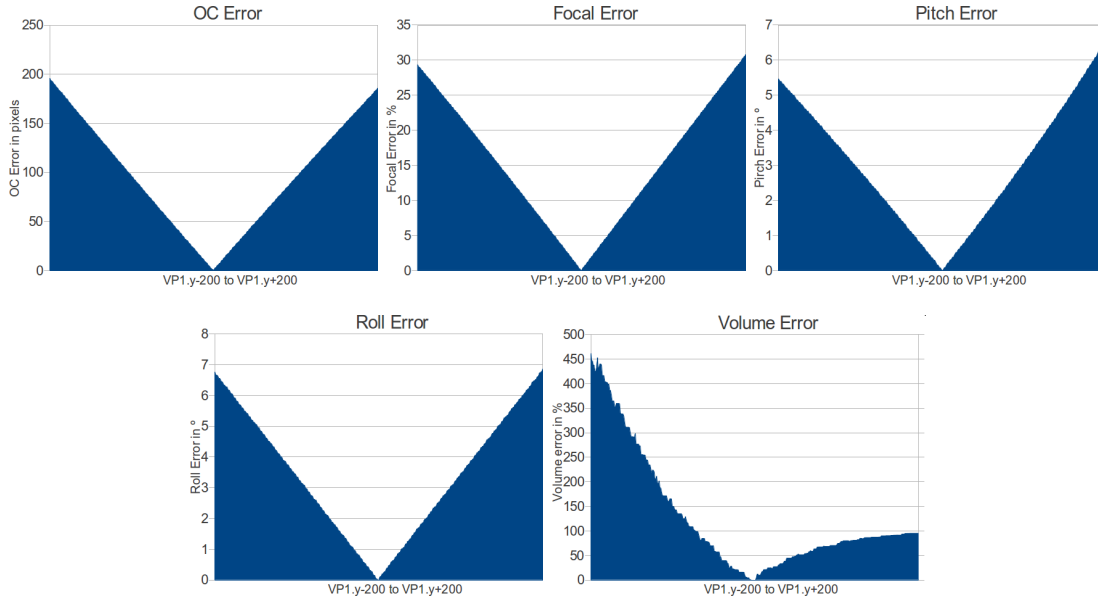 OC Error
OC Error in pixels
250
200
150
100
50
0
VP1.y-200 to VP1.y+200
Focal Error
Focal Error in %
35
30
25
20
15
10
5
0
VP1.y-200 to VP1.y+200
Pitch Error
Pirch Error in °
7
6
5
4
3
2
1
0
VP1.y-200 to VP1.y+200
Roll Error
Roll Error in °
8
7
6
5
4
3
2
1
0
VP1.y-200 to VP1.y+200
Volume Error
Volume error in %
500
450
400
350
300
250
200
150
100
50
0
VP1.y-200 to VP1.y+200